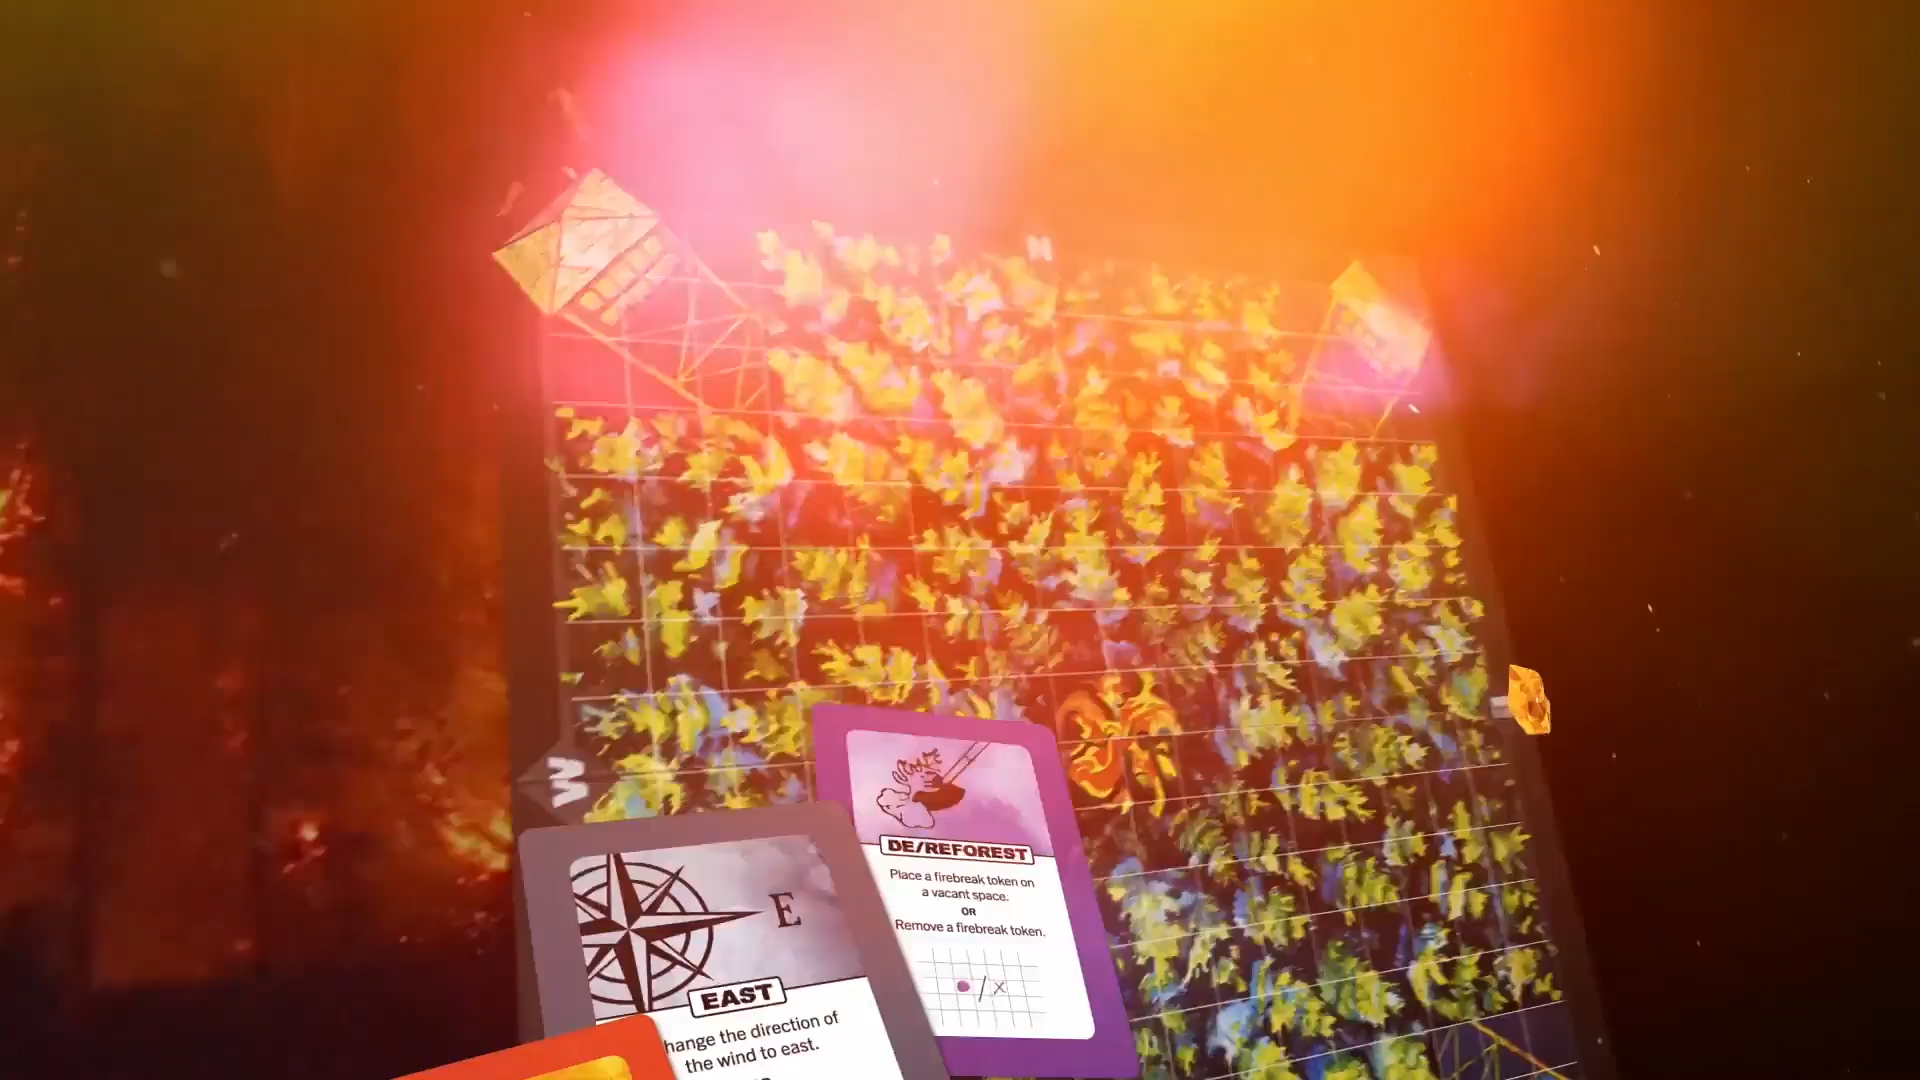 N
W
DE/REFOREST
Place a firebreak token on
a vacant space.
OR
Remove a firebreak token.
E
EAST
hange the direction of
the wind to east.